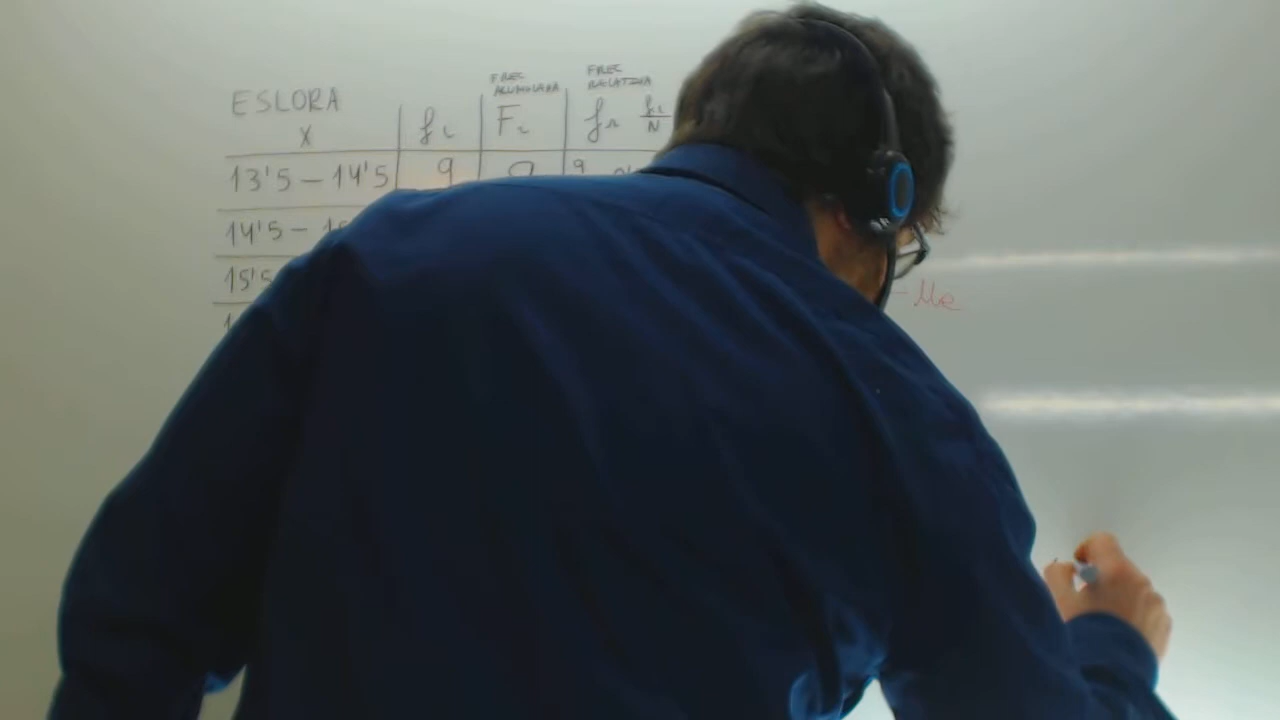 ESLORA
X
fi
FREC ACUMULADA
Fi
FREC RELATIVA
fr fi/N
13'5 – 14'5 9 9 9
14'5 –
15'5
Me